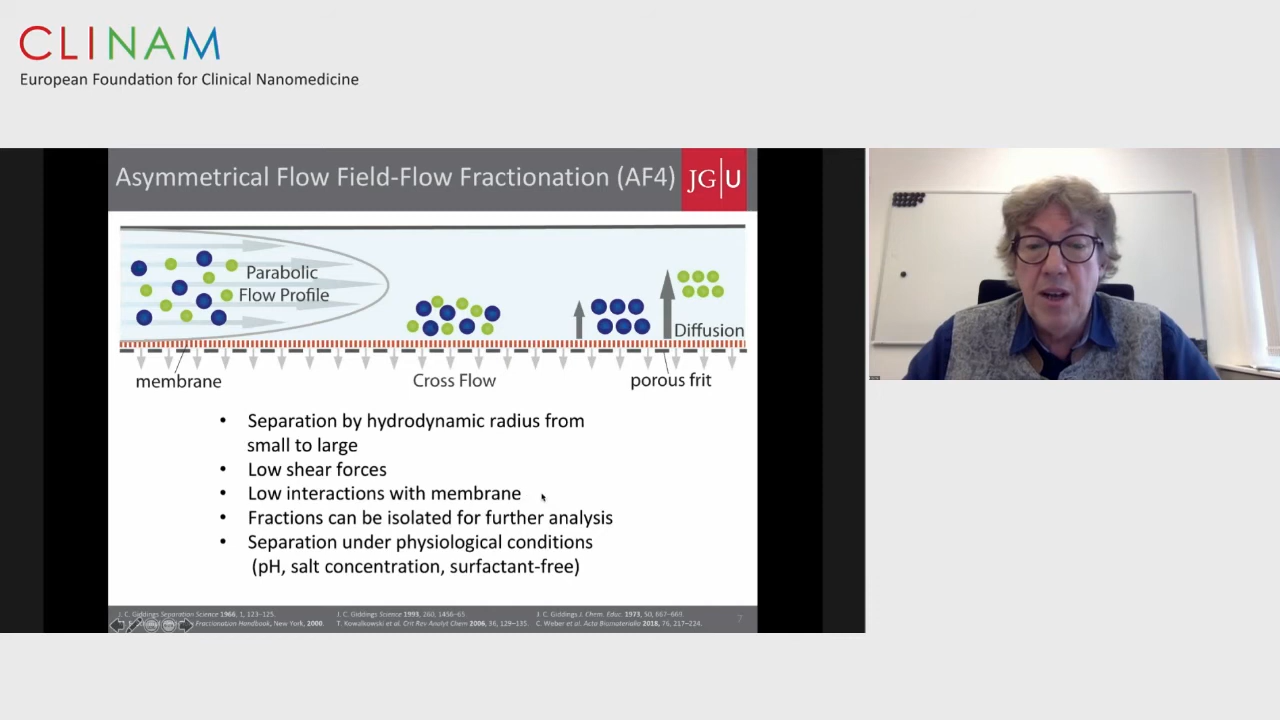 CLINAM
European Foundation for Clinical Nanomedicine
Asymmetrical Flow Field-Flow Fractionation (AF4)
JG|U
Parabolic
Flow Profile
Diffusion
membrane
Cross Flow
porous frit
• Separation by hydrodynamic radius from
small to large
• Low shear forces
• Low interactions with membrane
• Fractions can be isolated for further analysis
• Separation under physiological conditions
(pH, salt concentration, surfactant-free)
J. C. Giddings Separation Science 1966, 1, 123–125.
J. C. Giddings Science 1993, 260, 1456–65.
J. C. Giddings J. Chem. Educ. 1973, 50, 667–669.
Fractionation Handbook, New York, 2000.
T. Kowalkowski et al. Crit Rev Analyt Chem 2006, 36, 129–135.
C. Weber et al. Acta Biomaterialia 2018, 76, 217–224.
7